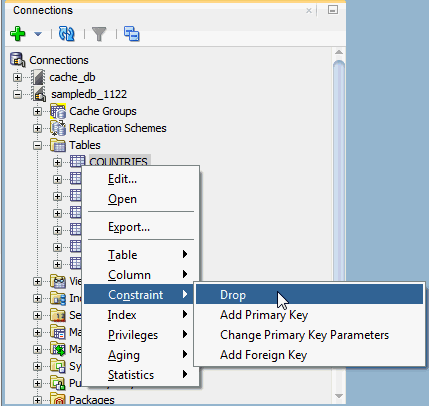 Connections
Connections
cache_db
sampledb_1122
Cache Groups
Replication Schemes
Tables
COUNTRIES
Edit...
Open
Export...
Table
Column
Constraint
Index
Privileges
Aging
Statistics
Drop
Add Primary Key
Change Primary Key Parameters
Add Foreign Key
Vie
Ind
Se
Ma
Ma
Sy
Pu
Packages